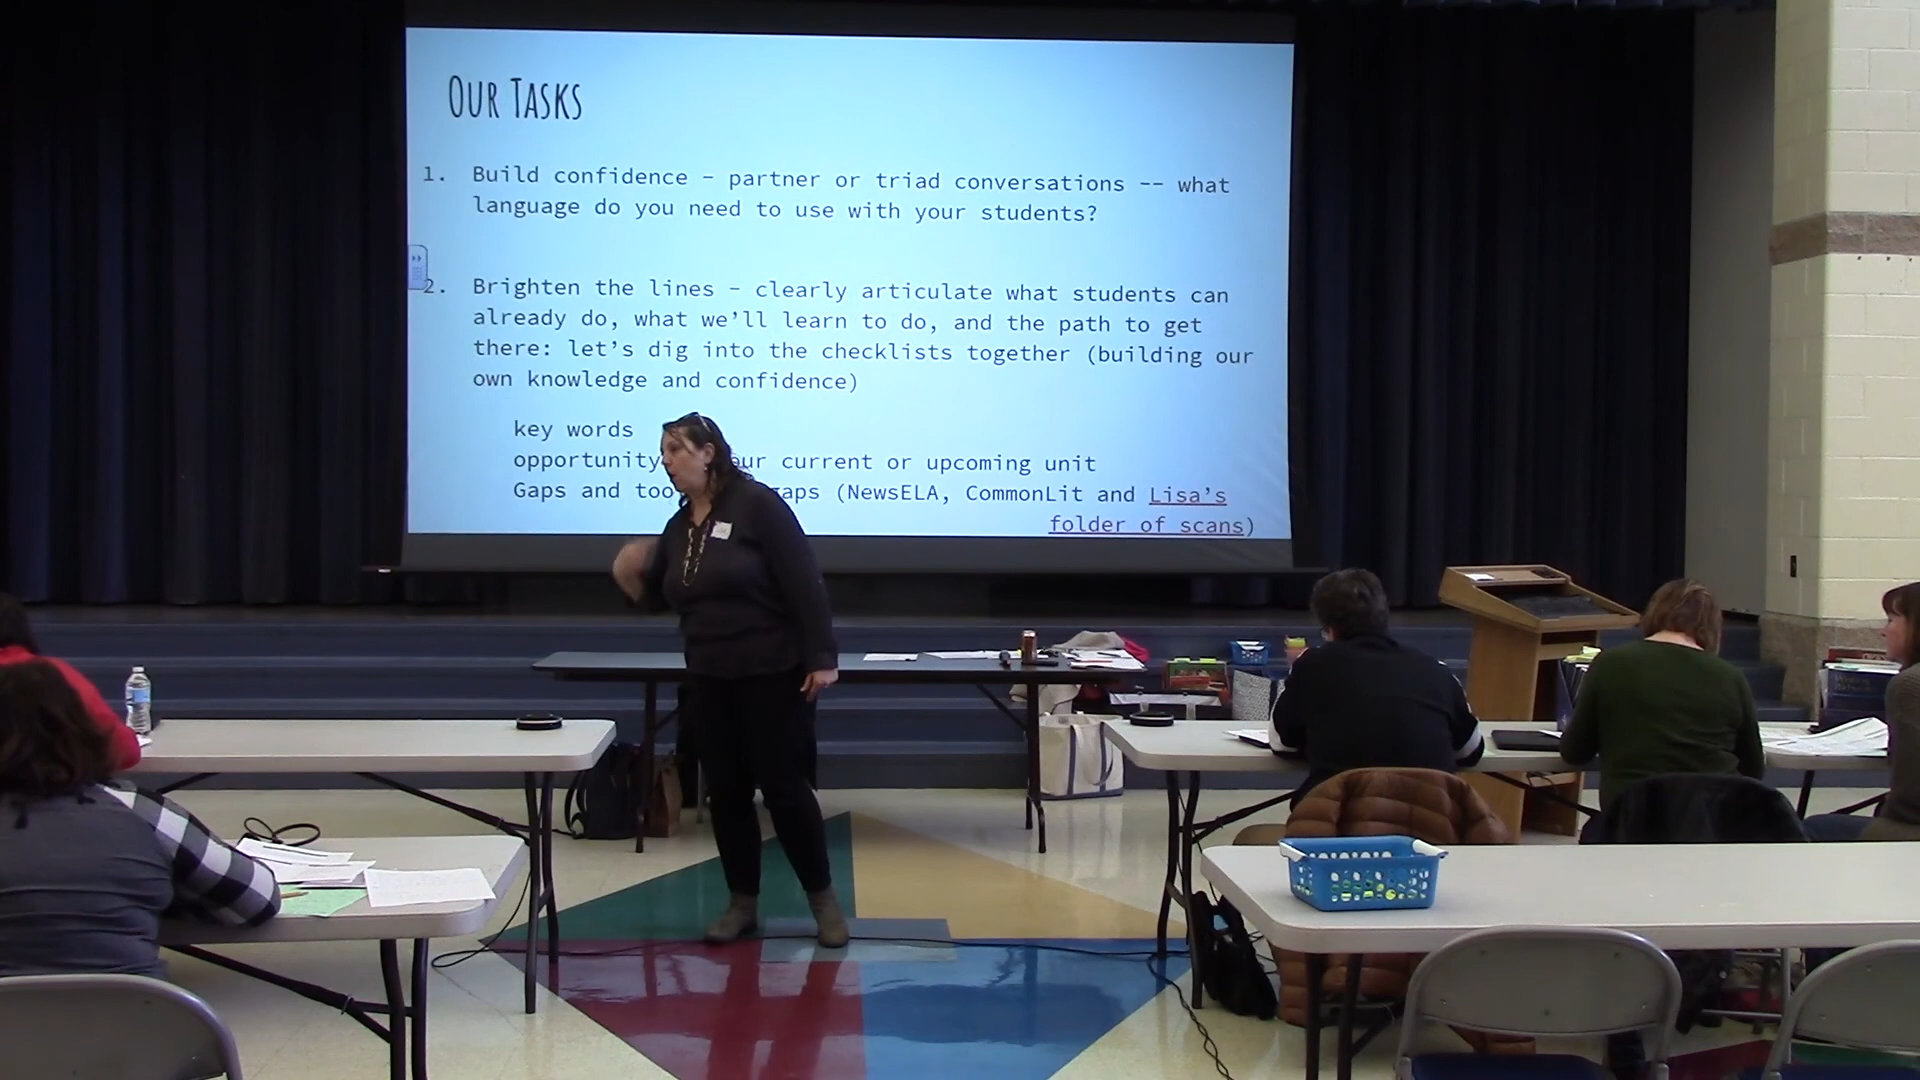 OUR TASKS
1. Build confidence – partner or triad conversations -- what
language do you need to use with your students?
2. Brighten the lines – clearly articulate what students can
already do, what we'll learn to do, and the path to get
there: let's dig into the checklists together (building our
own knowledge and confidence)
key words
opportunity current or upcoming unit
Gaps and (NewsELA, CommonLit and Lisa's
folder of scans)